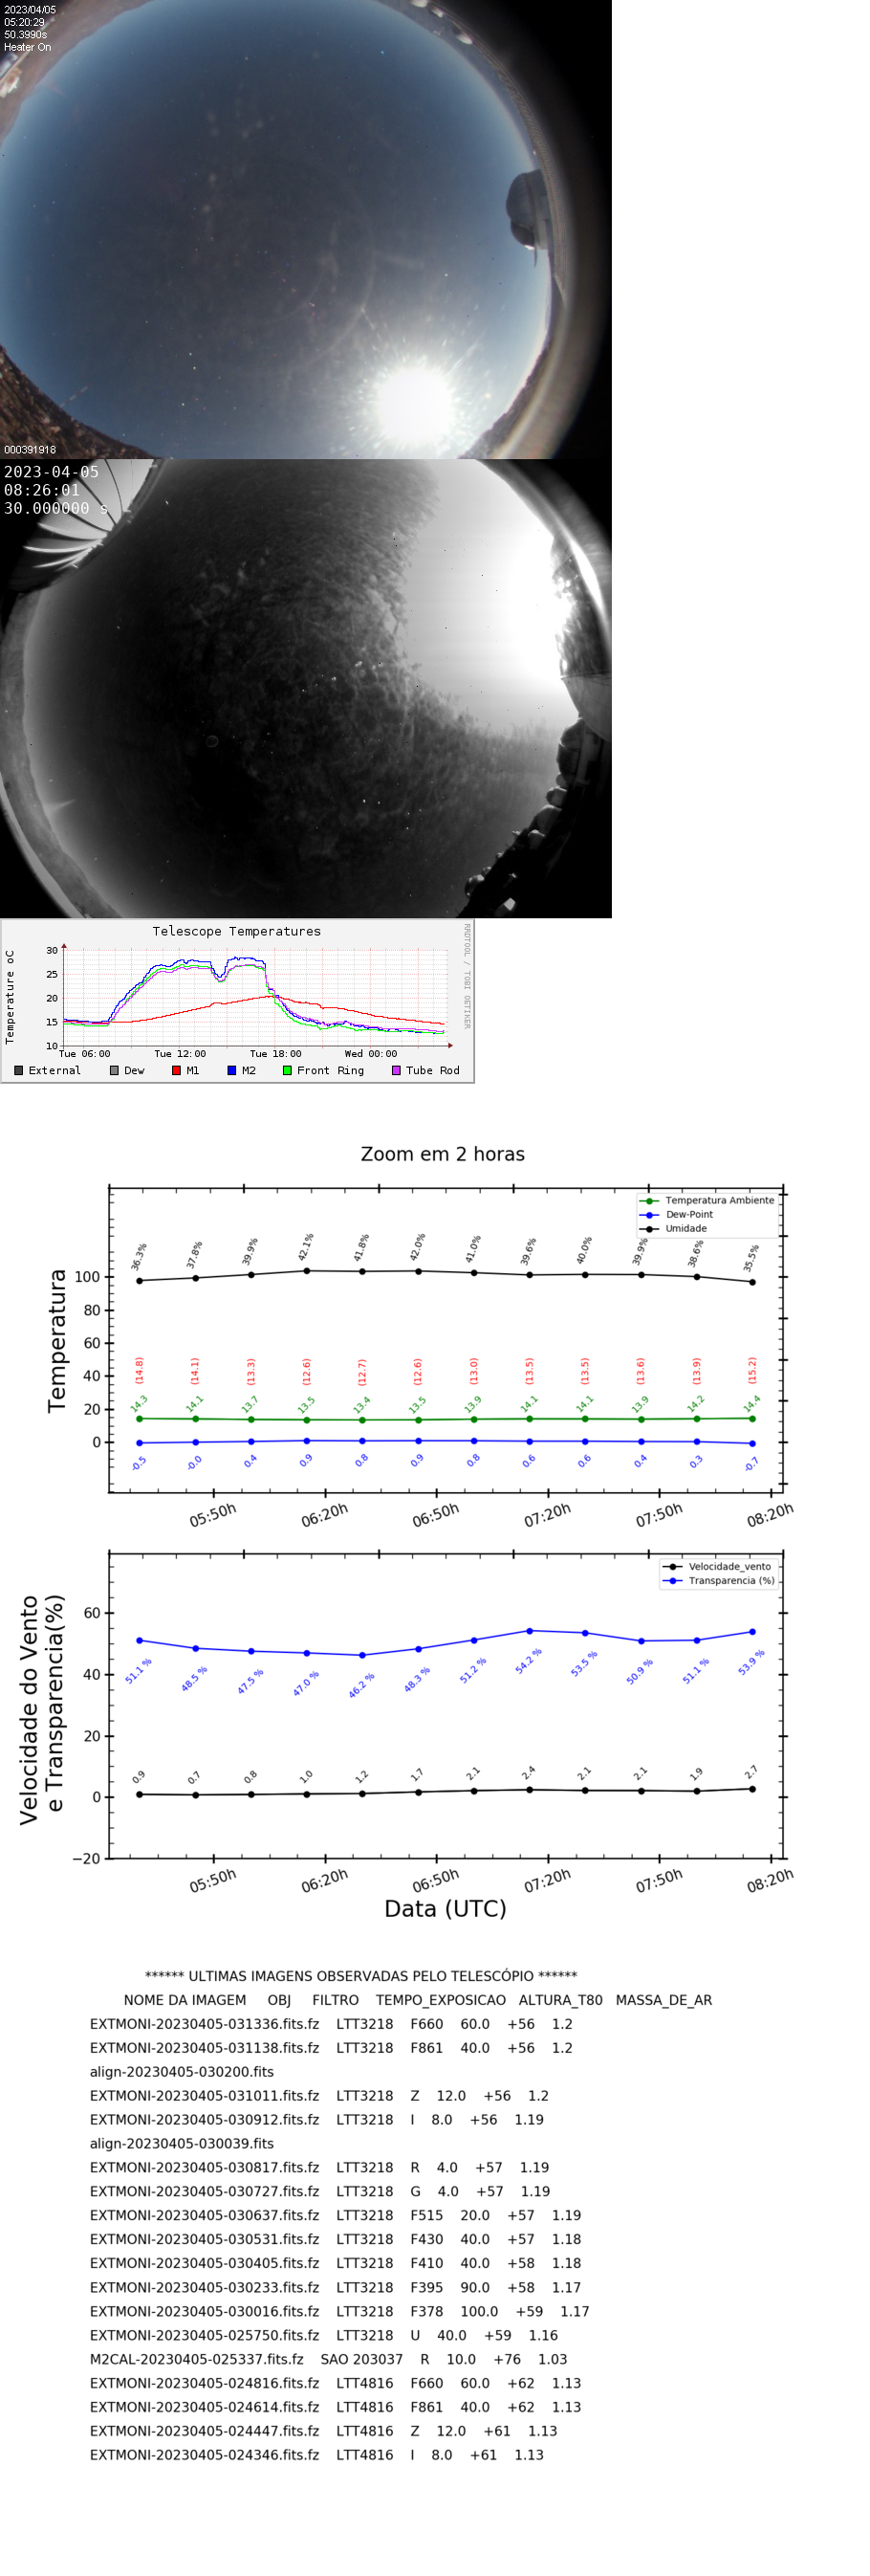 2023/04/05
05:20:29
50.3990s
Heater On
000391918
2023-04-05
08:26:01
30.000000 s
Telescope Temperatures
RRDTOOL / TOBI OETIKER
Temperature oC
30
25
20
15
10
Tue 06:00 Tue 12:00 Tue 18:00 Wed 00:00
External Dew M1 M2 Front Ring Tube Rod
Zoom em 2 horas
Temperatura Ambiente
Dew-Point
Umidade
Temperatura
100
80
60
40
20
0
36.3% 37.8% 39.9% 42.1% 41.8% 42.0% 41.0% 39.6% 40.0% 39.9% 38.6% 35.5%
(14.8) (14.1) (13.3) (12.6) (12.7) (12.6) (13.0) (13.5) (13.5) (13.6) (13.9) (15.2)
14.3 14.1 13.7 13.5 13.4 13.5 13.9 14.1 14.1 13.9 14.2 14.4
-0.5 -0.0 0.4 0.9 0.8 0.9 0.8 0.6 0.6 0.4 0.3 -0.7
05:50h 06:20h 06:50h 07:20h 07:50h 08:20h
Velocidade_vento
Transparencia (%)
Velocidade do Vento
e Transparencia(%)
60
40
20
0
−20
51.1 % 48.5 % 47.5 % 47.0 % 46.2 % 48.3 % 51.2 % 54.2 % 53.5 % 50.9 % 51.1 % 53.9 %
0.9 0.7 0.8 1.0 1.2 1.7 2.1 2.4 2.1 2.1 1.9 2.7
05:50h 06:20h 06:50h 07:20h 07:50h 08:20h
Data (UTC)
****** ULTIMAS IMAGENS OBSERVADAS PELO TELESCÓPIO ******
NOME DA IMAGEM OBJ FILTRO TEMPO_EXPOSICAO ALTURA_T80 MASSA_DE_AR
EXTMONI-20230405-031336.fits.fz LTT3218 F660 60.0 +56 1.2
EXTMONI-20230405-031138.fits.fz LTT3218 F861 40.0 +56 1.2
align-20230405-030200.fits
EXTMONI-20230405-031011.fits.fz LTT3218 Z 12.0 +56 1.2
EXTMONI-20230405-030912.fits.fz LTT3218 I 8.0 +56 1.19
align-20230405-030039.fits
EXTMONI-20230405-030817.fits.fz LTT3218 R 4.0 +57 1.19
EXTMONI-20230405-030727.fits.fz LTT3218 G 4.0 +57 1.19
EXTMONI-20230405-030637.fits.fz LTT3218 F515 20.0 +57 1.19
EXTMONI-20230405-030531.fits.fz LTT3218 F430 40.0 +57 1.18
EXTMONI-20230405-030405.fits.fz LTT3218 F410 40.0 +58 1.18
EXTMONI-20230405-030233.fits.fz LTT3218 F395 90.0 +58 1.17
EXTMONI-20230405-030016.fits.fz LTT3218 F378 100.0 +59 1.17
EXTMONI-20230405-025750.fits.fz LTT3218 U 40.0 +59 1.16
M2CAL-20230405-025337.fits.fz SAO 203037 R 10.0 +76 1.03
EXTMONI-20230405-024816.fits.fz LTT4816 F660 60.0 +62 1.13
EXTMONI-20230405-024614.fits.fz LTT4816 F861 40.0 +62 1.13
EXTMONI-20230405-024447.fits.fz LTT4816 Z 12.0 +61 1.13
EXTMONI-20230405-024346.fits.fz LTT4816 I 8.0 +61 1.13